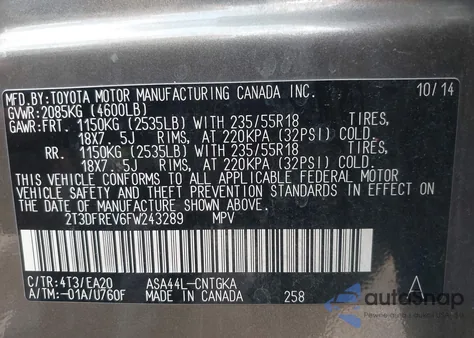 MFD.BY:TOYOTA MOTOR MANUFACTURING CANADA INC. 10/14
GVWR:2085KG (4600LB)
GAWR:FRT. 1150KG (2535LB) WITH 235/55R18 TIRES,
18X7. 5J RIMS, AT 220KPA (32PSI) COLD.
RR. 1150KG (2535LB) WITH 235/55R18 TIRES,
18X7. 5J RIMS, AT 220KPA (32PSI) COLD.
THIS VEHICLE CONFORMS TO ALL APPLICABLE FEDERAL MOTOR
VEHICLE SAFETY AND THEFT PREVENTION STANDARDS IN EFFECT ON
THE DATE OF MANUFACTURE SHOWN ABOVE.
2T3DFREV6FW243289 MPV
C/TR:4T3/EA20 ASA44L-CNTGKA A
A/TM:-01A/U760F MADE IN CANADA 258
autosnap